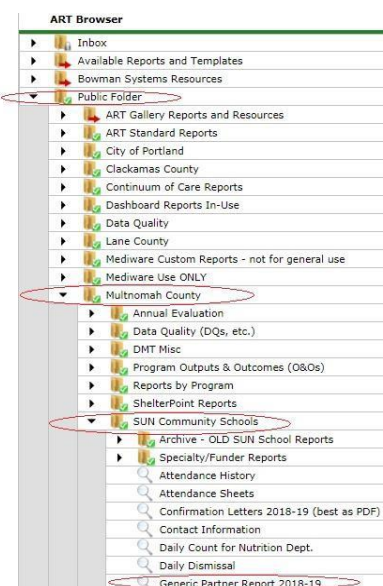 ART Browser
Inbox
Available Reports and Templates
Bowman Systems Resources
Public Folder
ART Gallery Reports and Resources
ART Standard Reports
City of Portland
Clackamas County
Continuum of Care Reports
Dashboard Reports In-Use
Data Quality
Lane County
Mediware Custom Reports - not for general use
Mediware Use ONLY
Multnomah County
Annual Evaluation
Data Quality (DQs, etc.)
DMT Misc
Program Outputs & Outcomes (O&Os)
Reports by Program
ShelterPoint Reports
SUN Community Schools
Archive - OLD SUN School Reports
Specialty/Funder Reports
Attendance History
Attendance Sheets
Confirmation Letters 2018-19 (best as PDF)
Contact Information
Daily Count for Nutrition Dept.
Daily Dismissal
Generic Partner Report 2018-19